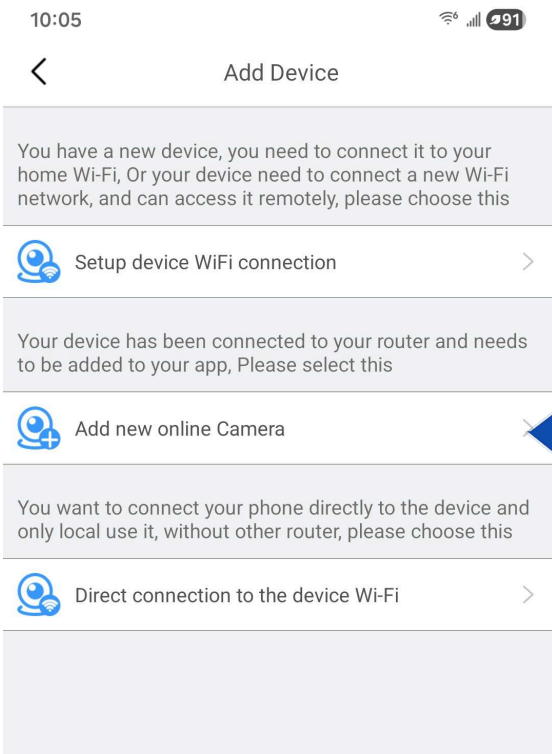 10:05
6
91
Add Device
You have a new device, you need to connect it to your
home Wi-Fi, Or your device need to connect a new Wi-Fi
network, and can access it remotely, please choose this
Setup device WiFi connection
Your device has been connected to your router and needs
to be added to your app, Please select this
Add new online Camera
You want to connect your phone directly to the device and
only local use it, without other router, please choose this
Direct connection to the device Wi-Fi